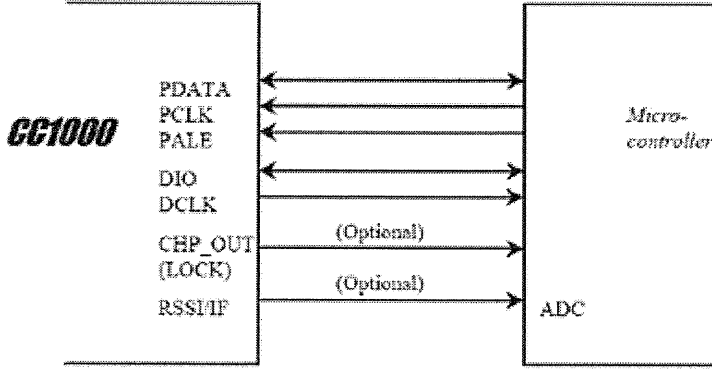 PDATA
PCLK
PALE
CC1000
Micro-
controller
DIO
DCLK
CHP_OUT
(LOCK)
(Optional)
(Optional)
RSSI/IF
ADC